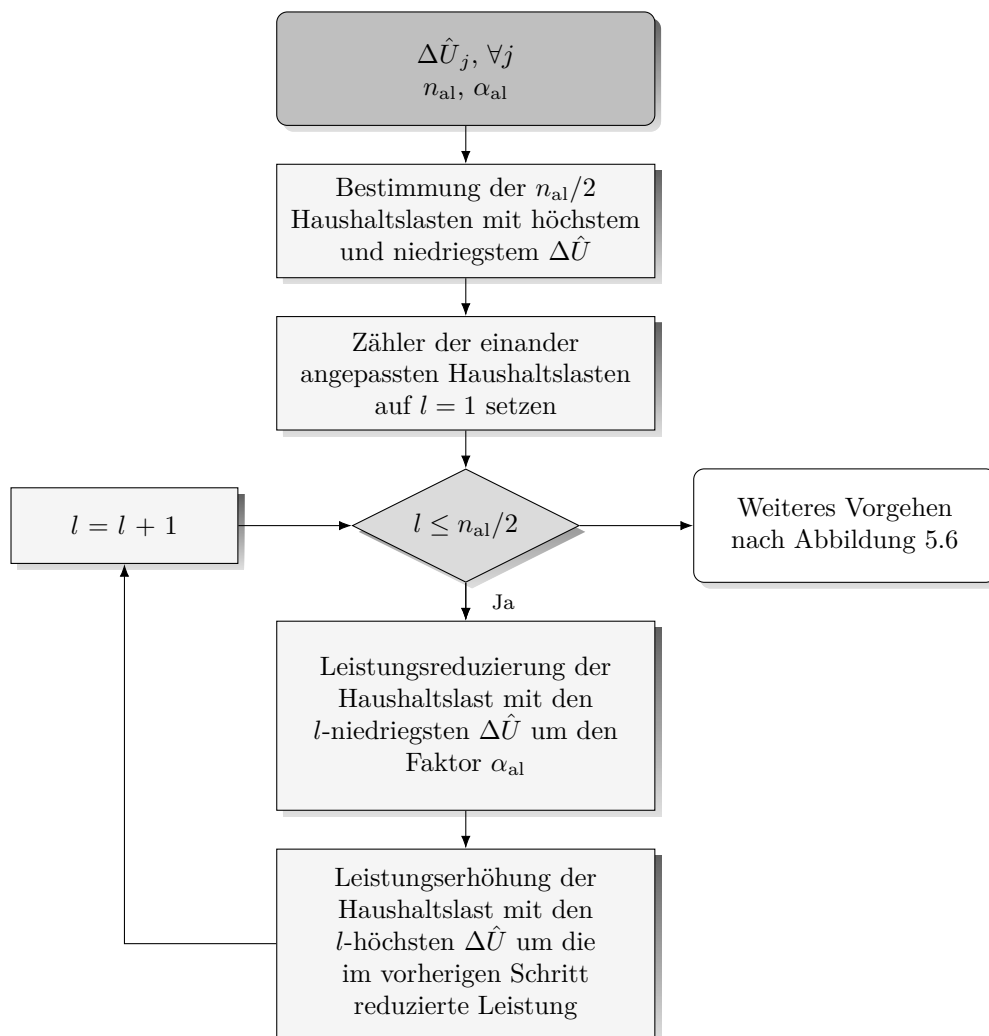 ΔÛ_j, ∀j
n_al, α_al
Bestimmung der n_al/2
Haushaltslasten mit höchstem
und niedriegstem ΔÛ
Zähler der einander
angepassten Haushaltslasten
auf l = 1 setzen
l = l + 1
l ≤ n_al/2
Weiteres Vorgehen
nach Abbildung 5.6
Ja
Leistungsreduzierung der
Haushaltslast mit den
l-niedriegsten ΔÛ um den
Faktor α_al
Leistungserhöhung der
Haushaltslast mit den
l-höchsten ΔÛ um die
im vorherigen Schritt
reduzierte Leistung